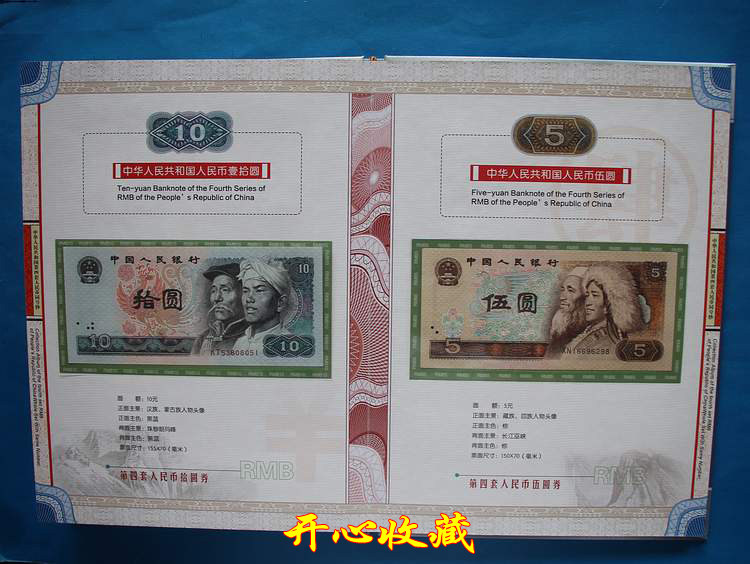 10
中华人民共和国人民币壹拾圆
Ten-yuan Banknote of the Fourth Series of
RMB of the People's Republic of China
中国人民银行
10
拾圆
10
10
面 额：10元
正面主景：汉族、蒙古族人物头像
正面主色：黑蓝
背面主景：珠穆朗玛峰
背面主色：黑蓝
票面尺寸：155X70（毫米）
RMB
第四套人民币拾圆券
5
中华人民共和国人民币伍圆
Five-yuan Banknote of the Fourth Series of
RMB of the People's Republic of China
中国人民银行
5
伍圆
XN16696298
5
5
面 额：5元
正面主景：藏族、回族人物头像
正面主色：棕
背面主景：长江巫峡
背面主色：棕
票面尺寸：150X70（毫米）
RMB
第四套人民币伍圆券
开心收藏